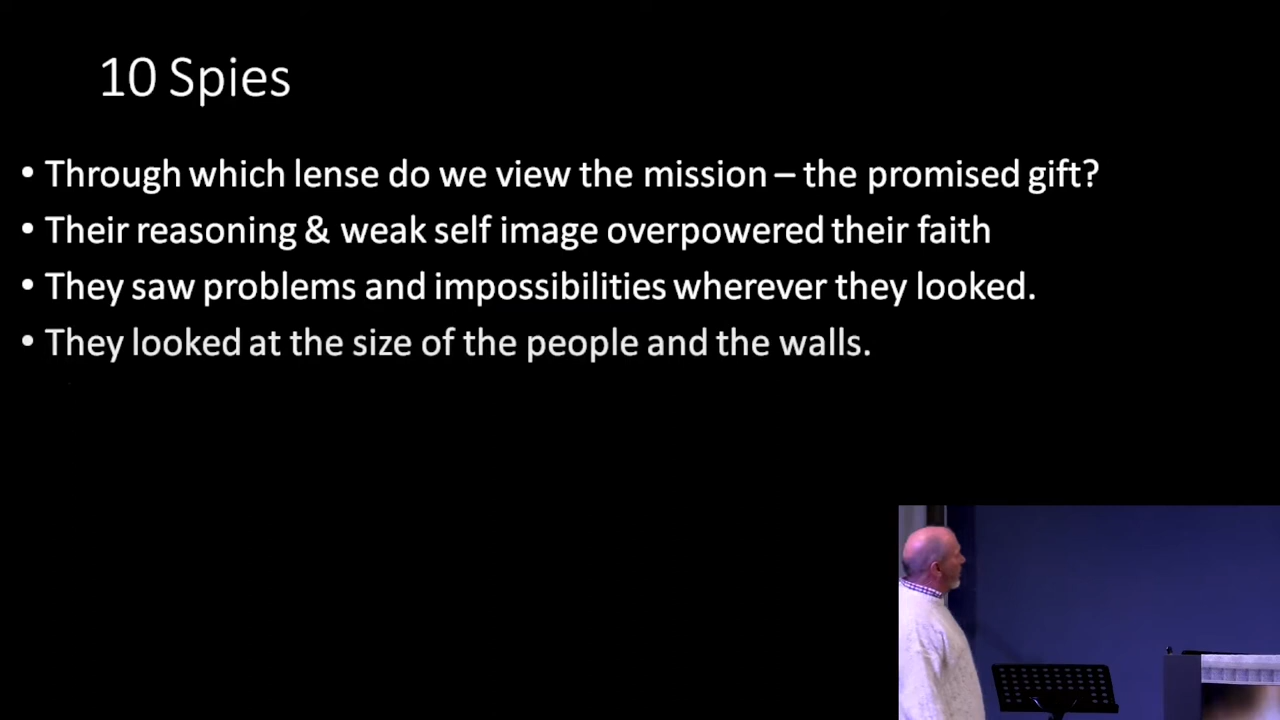 10 Spies
• Through which lense do we view the mission – the promised gift?
• Their reasoning & weak self image overpowered their faith
• They saw problems and impossibilities wherever they looked.
• They looked at the size of the people and the walls.